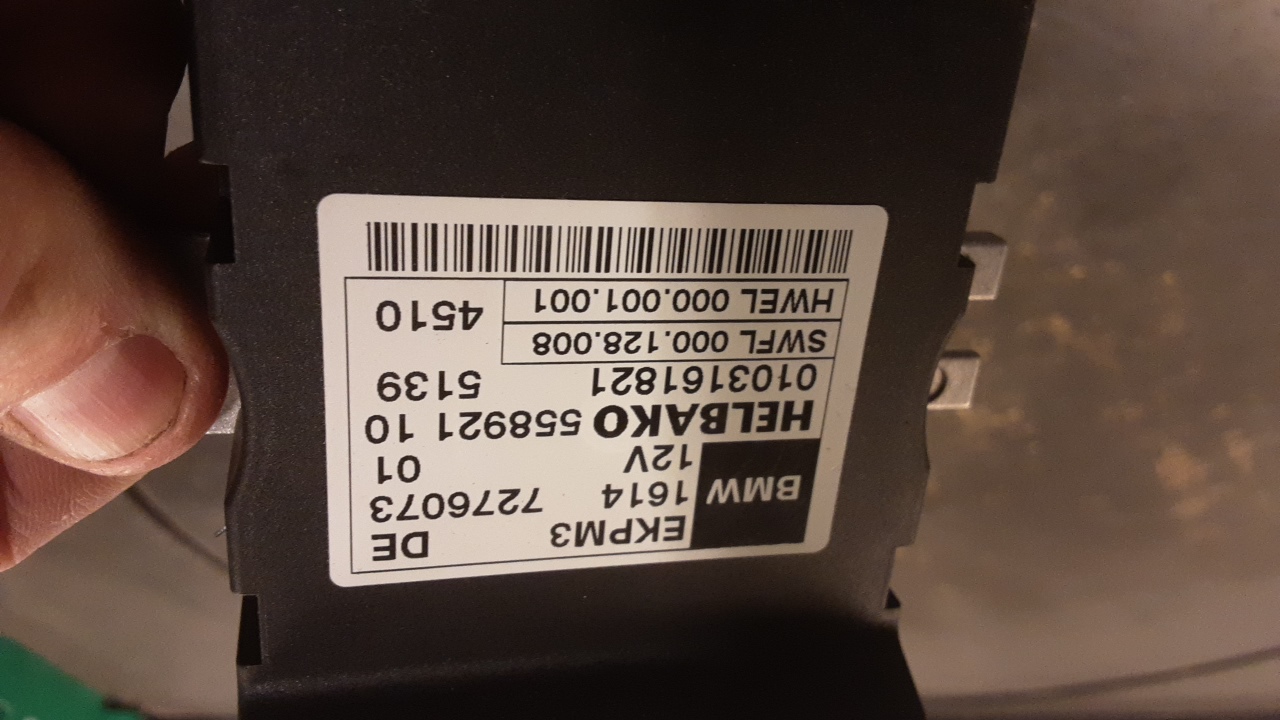 EKPM3 DE
BMW 1614 7276073
12V 01
HELBAKO 558921 10
0103161821 5139
SWFL 000.128.008
HWEL 000.001.001 4510